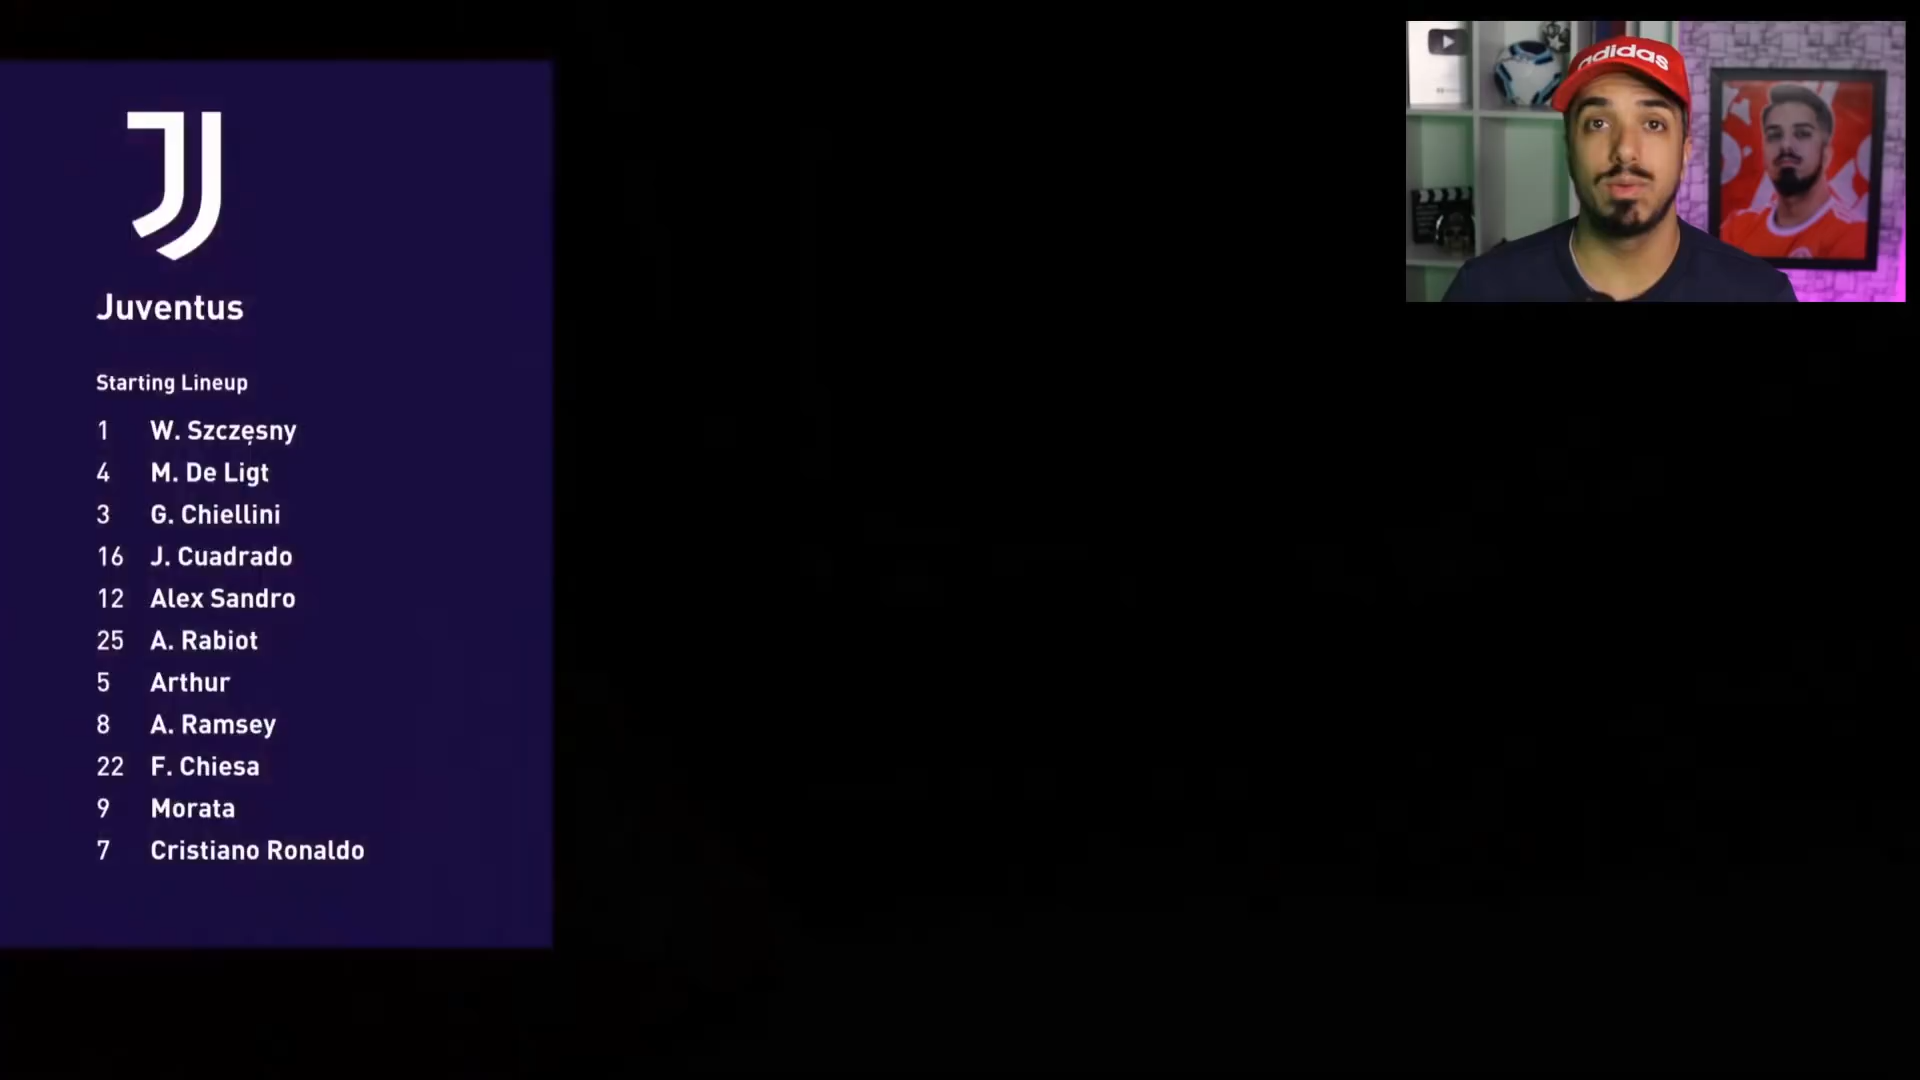 Juventus
Starting Lineup
1 W. Szczęsny
4 M. De Ligt
3 G. Chiellini
16 J. Cuadrado
12 Alex Sandro
25 A. Rabiot
5 Arthur
8 A. Ramsey
22 F. Chiesa
9 Morata
7 Cristiano Ronaldo
adidas